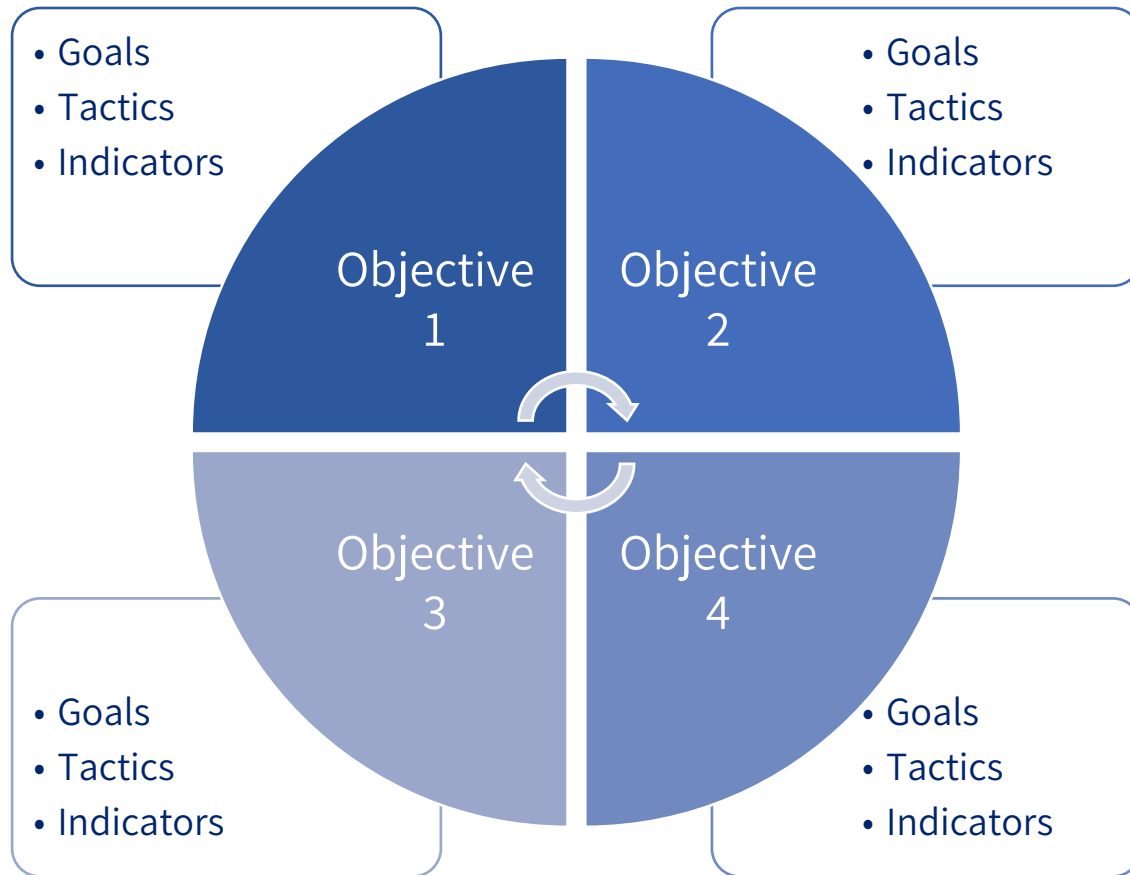 • Goals
• Tactics
• Indicators
Objective
1
• Goals
• Tactics
• Indicators
Objective
2
Objective
3
• Goals
• Tactics
• Indicators
Objective
4
• Goals
• Tactics
• Indicators